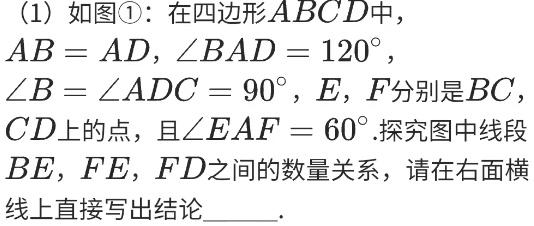 （1）如图①：在四边形ABCD中，
AB = AD，∠BAD = 120°，
∠B = ∠ADC = 90°，E，F分别是BC，
CD上的点，且∠EAF = 60°.探究图中线段
BE，FE，FD之间的数量关系，请在右面横
线上直接写出结论______.